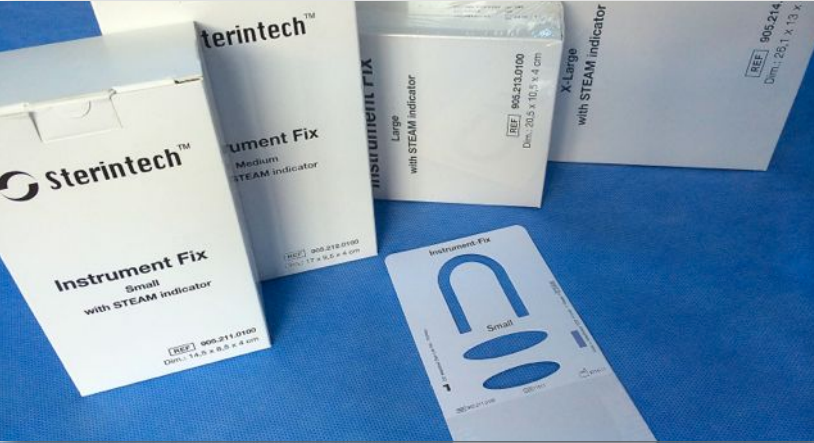 Sterintech™
Instrument Fix
Small
with STEAM indicator
REF 905.211.0100
Dim.: 14,5 x 8,5 x 4 cm
terintech™
ument Fix
Medium
STEAM indicator
REF 905.212.0100
Dim.: 17 x 8,5 x 4 cm
Instrument Fix
Large
with STEAM indicator
REF 905.213.0100
Dim.: 20,5 x 10,5 x 4 cm
X-Large
with STEAM indicator
REF 905.214.
Dim.: 26,1 x 13 x
Instrument-Fix
Small